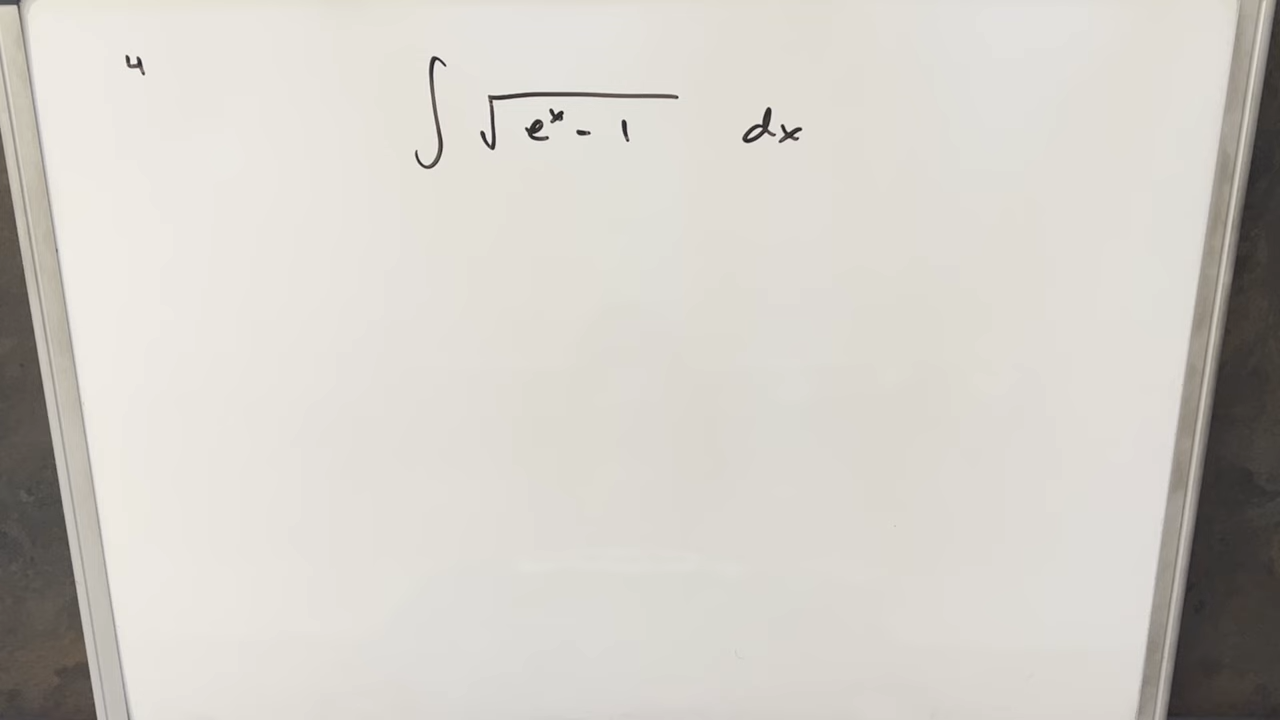 4
∫ √(eˣ - 1) dx